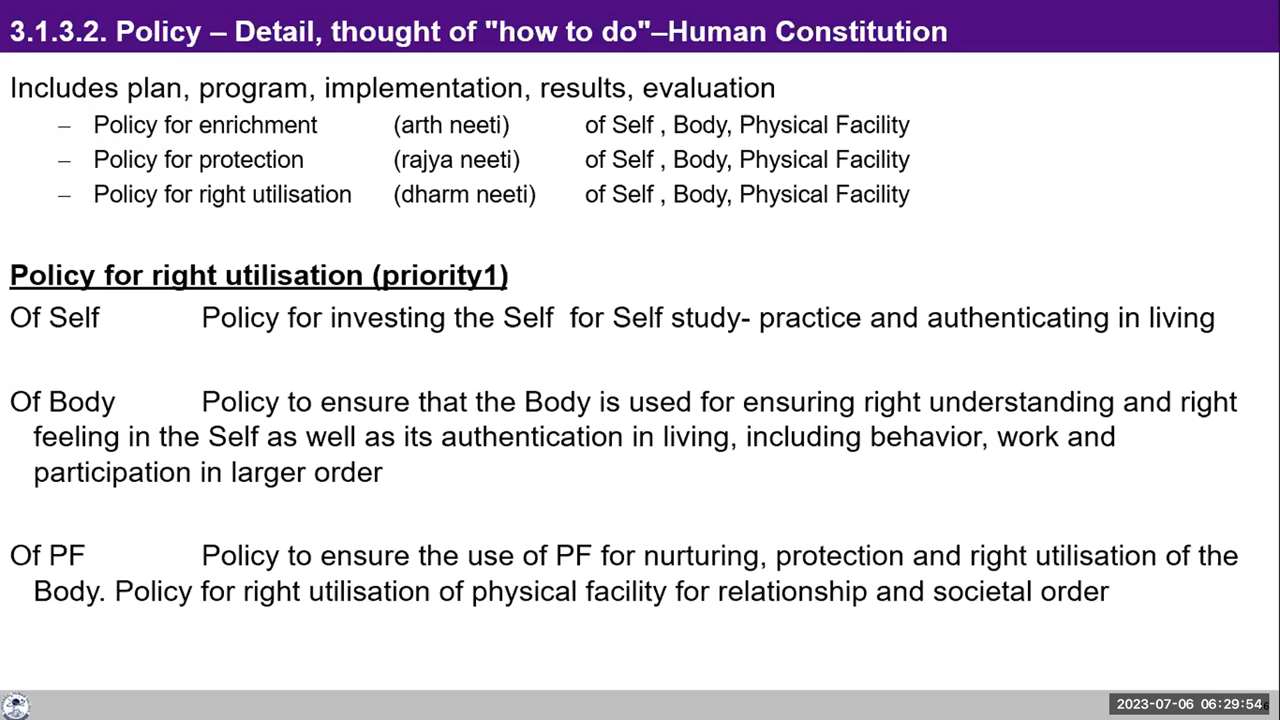 3.1.3.2. Policy – Detail, thought of "how to do"–Human Constitution
Includes plan, program, implementation, results, evaluation
– Policy for enrichment (arth neeti) of Self , Body, Physical Facility
– Policy for protection (rajya neeti) of Self , Body, Physical Facility
– Policy for right utilisation (dharm neeti) of Self , Body, Physical Facility
Policy for right utilisation (priority1)
Of Self Policy for investing the Self for Self study- practice and authenticating in living
Of Body Policy to ensure that the Body is used for ensuring right understanding and right
feeling in the Self as well as its authentication in living, including behavior, work and
participation in larger order
Of PF Policy to ensure the use of PF for nurturing, protection and right utilisation of the
Body. Policy for right utilisation of physical facility for relationship and societal order
2023-07-06 06:29:54